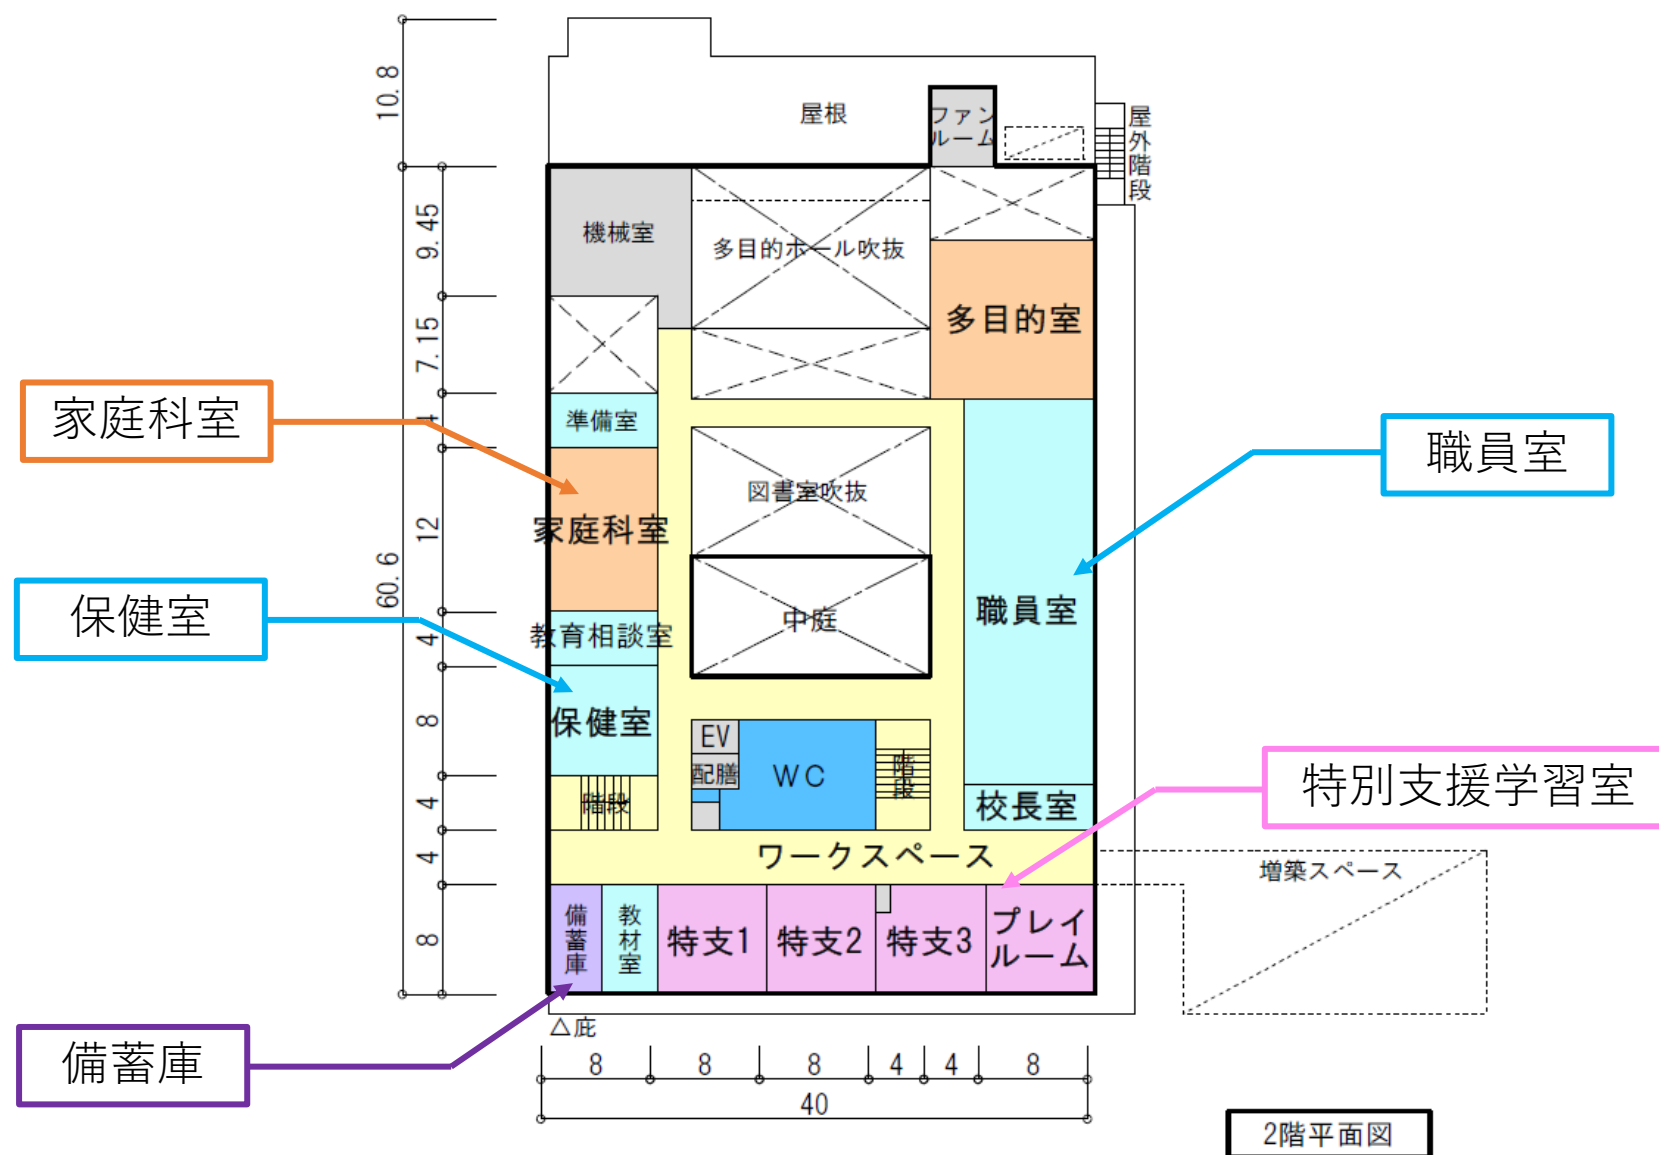 10.8
屋根
ファン
ルーム
屋外階段
9.45
機械室
多目的ホール吹抜
7.15
多目的室
家庭科室
準備室
4
職員室
図書室吹抜
12
家庭科室
60.6
保健室
中庭
職員室
教育相談室
4
保健室
8
EV
配膳
WC
階段
階段
4
校長室
特別支援学習室
ワークスペース
4
増築スペース
備蓄庫
教材室
特支1
特支2
特支3
プレイ
ルーム
8
△庇
備蓄庫
8
8
8
4
4
8
40
2階平面図